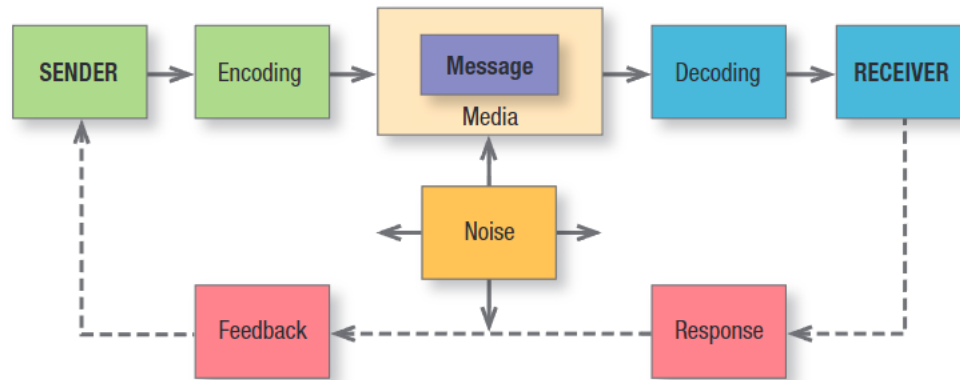 SENDER
Encoding
Message
Media
Decoding
RECEIVER
Noise
Feedback
Response